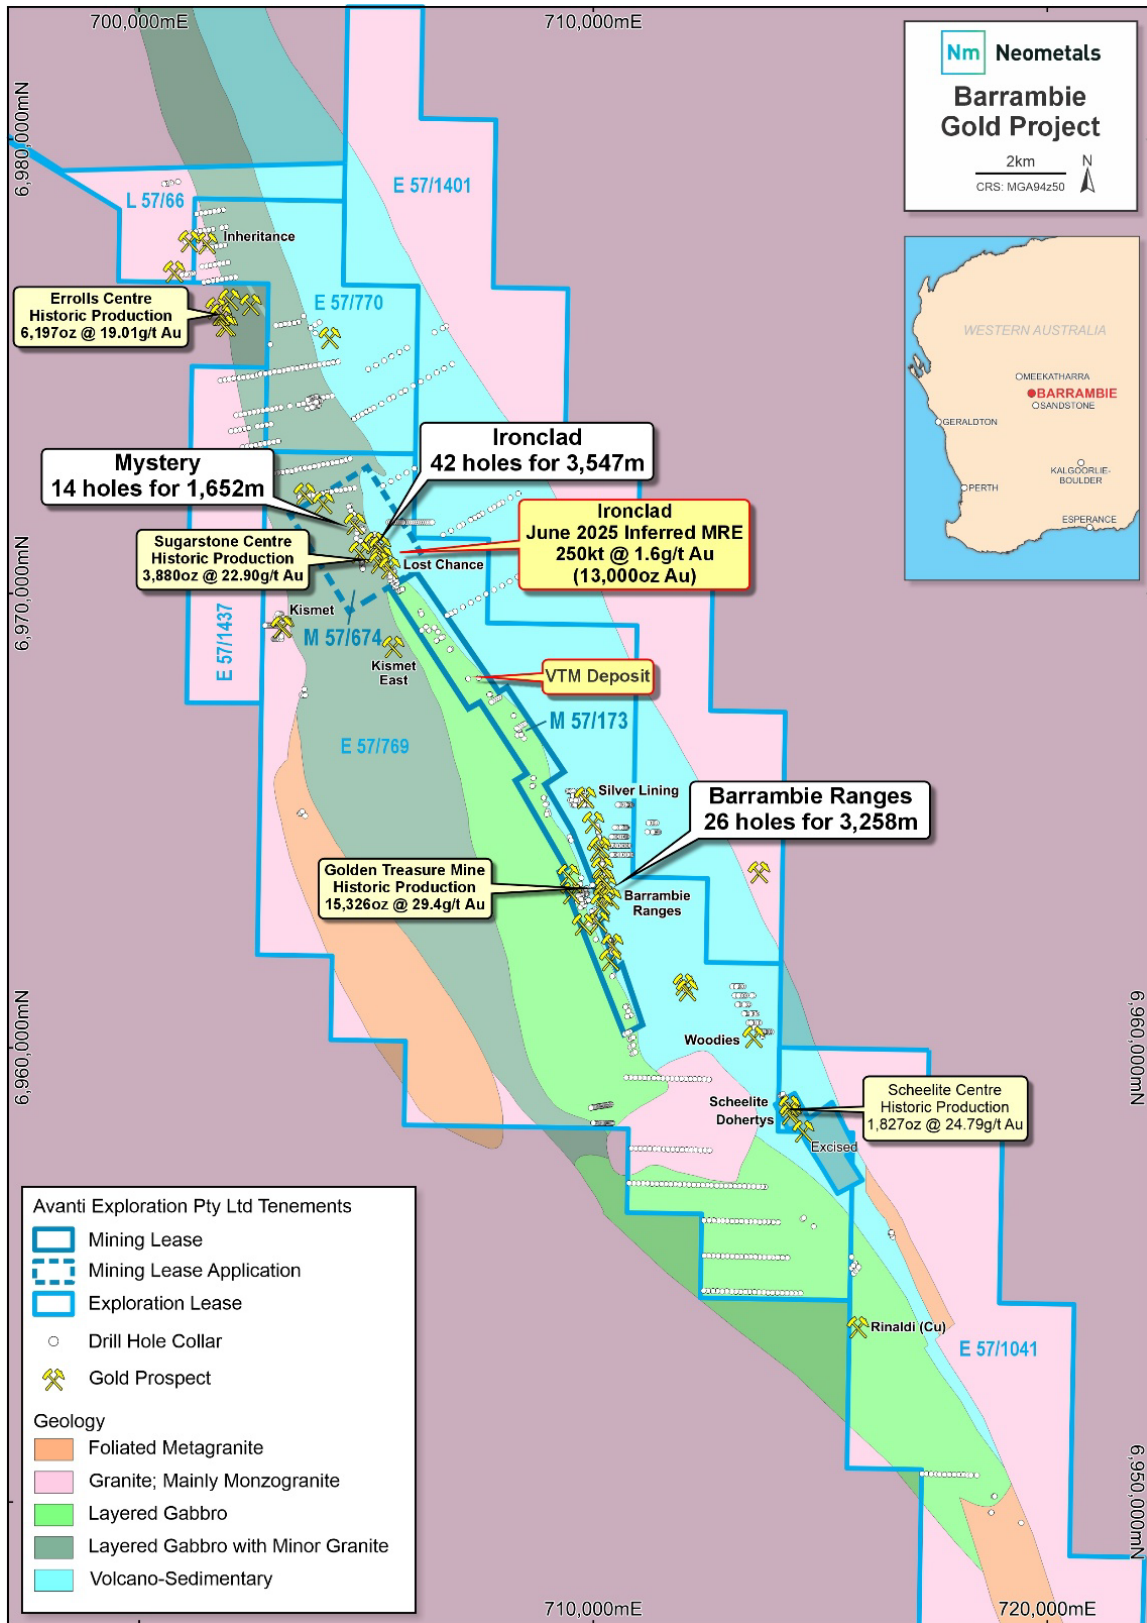 700,000mE
710,000mE
Nm Neometals
Barrambie
Gold Project
2km
N
CRS: MGA94z50
6,980,000mN
E 57/1401
L 57/66
Inheritance
Errolls Centre
Historic Production
6,197oz @ 19.01g/t Au
E 57/770
WESTERN AUSTRALIA
MEEKATHARRA
BARRAMBIE
SANDSTONE
GERALDTON
KALGOORLIE-
BOULDER
PERTH
ESPERANCE
Ironclad
42 holes for 3,547m
Mystery
14 holes for 1,652m
Ironclad
June 2025 Inferred MRE
250kt @ 1.6g/t Au
(13,000oz Au)
Sugarstone Centre
Historic Production
3,880oz @ 22.90g/t Au
Lost Chance
6,970,000mN
Kismet
E 57/1437
M 57/674
Kismet
East
VTM Deposit
M 57/173
E 57/769
Silver Lining
Barrambie Ranges
26 holes for 3,258m
Golden Treasure Mine
Historic Production
15,326oz @ 29.4g/t Au
Barrambie
Ranges
6,960,000mN
6,960,000mN
Woodies
Scheelite
Dohertys
Scheelite Centre
Historic Production
1,827oz @ 24.79g/t Au
Excised
Rinaldi (Cu)
E 57/1041
Avanti Exploration Pty Ltd Tenements
Mining Lease
Mining Lease Application
Exploration Lease
Drill Hole Collar
Gold Prospect
Geology
Foliated Metagranite
Granite; Mainly Monzogranite
Layered Gabbro
Layered Gabbro with Minor Granite
Volcano-Sedimentary
6,950,000mN
710,000mE
720,000mE